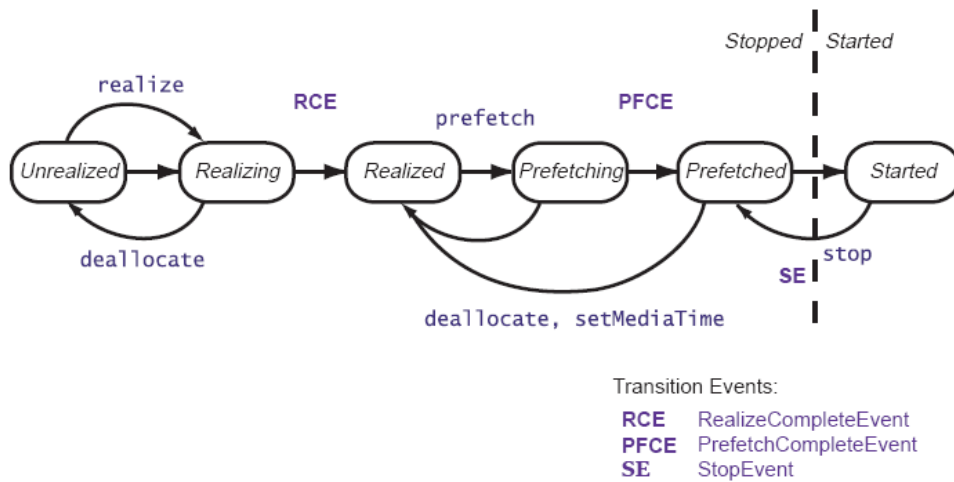 Stopped Started
realize
RCE
PFCE
prefetch
Unrealized Realizing Realized Prefetching Prefetched Started
deallocate
stop
SE
deallocate, setMediaTime
Transition Events:
RCE RealizeCompleteEvent
PFCE PrefetchCompleteEvent
SE StopEvent